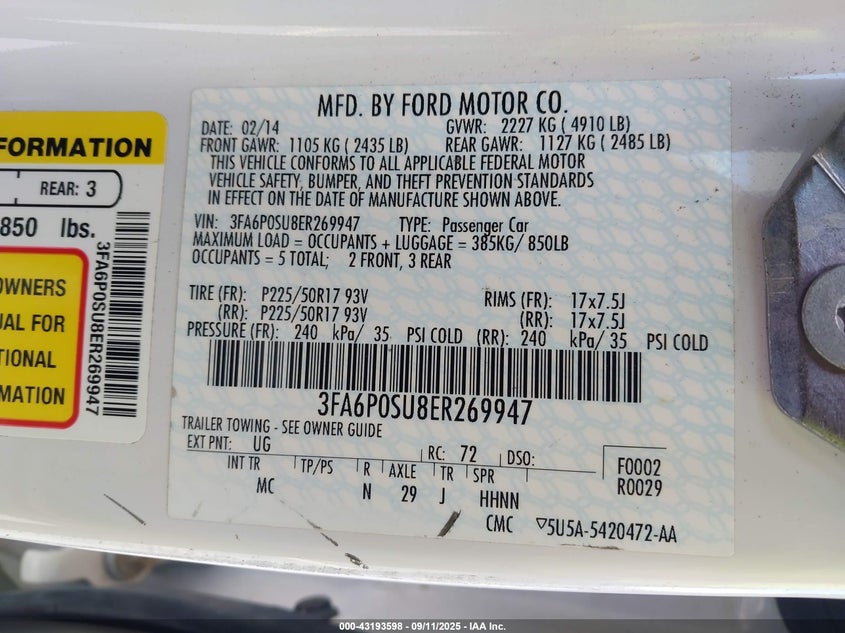 FORMATION
REAR: 3
850 lbs.
OWNERS
UAL FOR
TIONAL
MATION
3FA6P0SU8ER269947
MFD. BY FORD MOTOR CO.
DATE: 02/14 GVWR: 2227 KG ( 4910 LB)
FRONT GAWR: 1105 KG ( 2435 LB) REAR GAWR: 1127 KG ( 2485 LB)
THIS VEHICLE CONFORMS TO ALL APPLICABLE FEDERAL MOTOR
VEHICLE SAFETY, BUMPER, AND THEFT PREVENTION STANDARDS
IN EFFECT ON THE DATE OF MANUFACTURE SHOWN ABOVE.
VIN: 3FA6P0SU8ER269947 TYPE: Passenger Car
MAXIMUM LOAD = OCCUPANTS + LUGGAGE = 385KG/ 850LB
OCCUPANTS = 5 TOTAL; 2 FRONT, 3 REAR
TIRE (FR): P225/50R17 93V RIMS (FR): 17x7.5J
(RR): P225/50R17 93V (RR): 17x7.5J
PRESSURE (FR): 240 kPa/ 35 PSI COLD (RR): 240 kPa/ 35 PSI COLD
3FA6P0SU8ER269947
TRAILER TOWING - SEE OWNER GUIDE
EXT PNT: UG RC: 72 DSO: F0002
INT TR TP/PS R AXLE TR SPR R0029
MC N 29 J HHNN
CMC ▽5U5A-5420472-AA
000-43193598 - 09/11/2025 - IAA Inc.